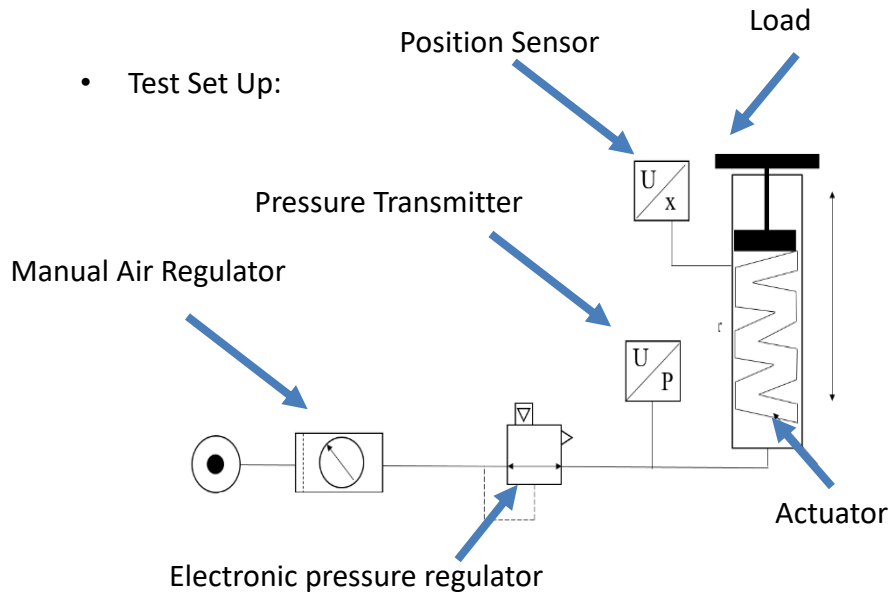 Load
Position Sensor
• Test Set Up:
U
x
Pressure Transmitter
Manual Air Regulator
r
U
P
Actuator
Electronic pressure regulator